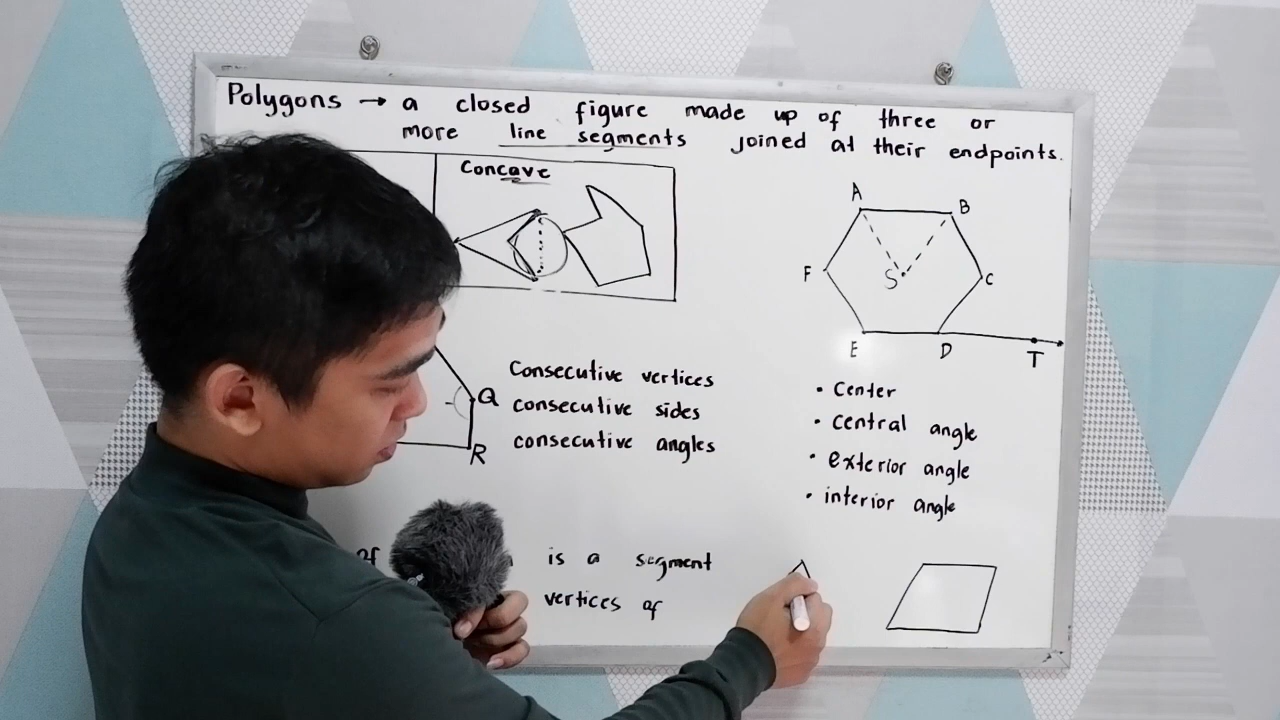 Polygons → a closed figure made up of three or
more line segments joined at their endpoints.
Concave
A
B
F
S
C
E
D
T
Q
R
Consecutive vertices
consecutive sides
consecutive angles
• Center
• central angle
• exterior angle
• interior angle
of is a segment
vertices of